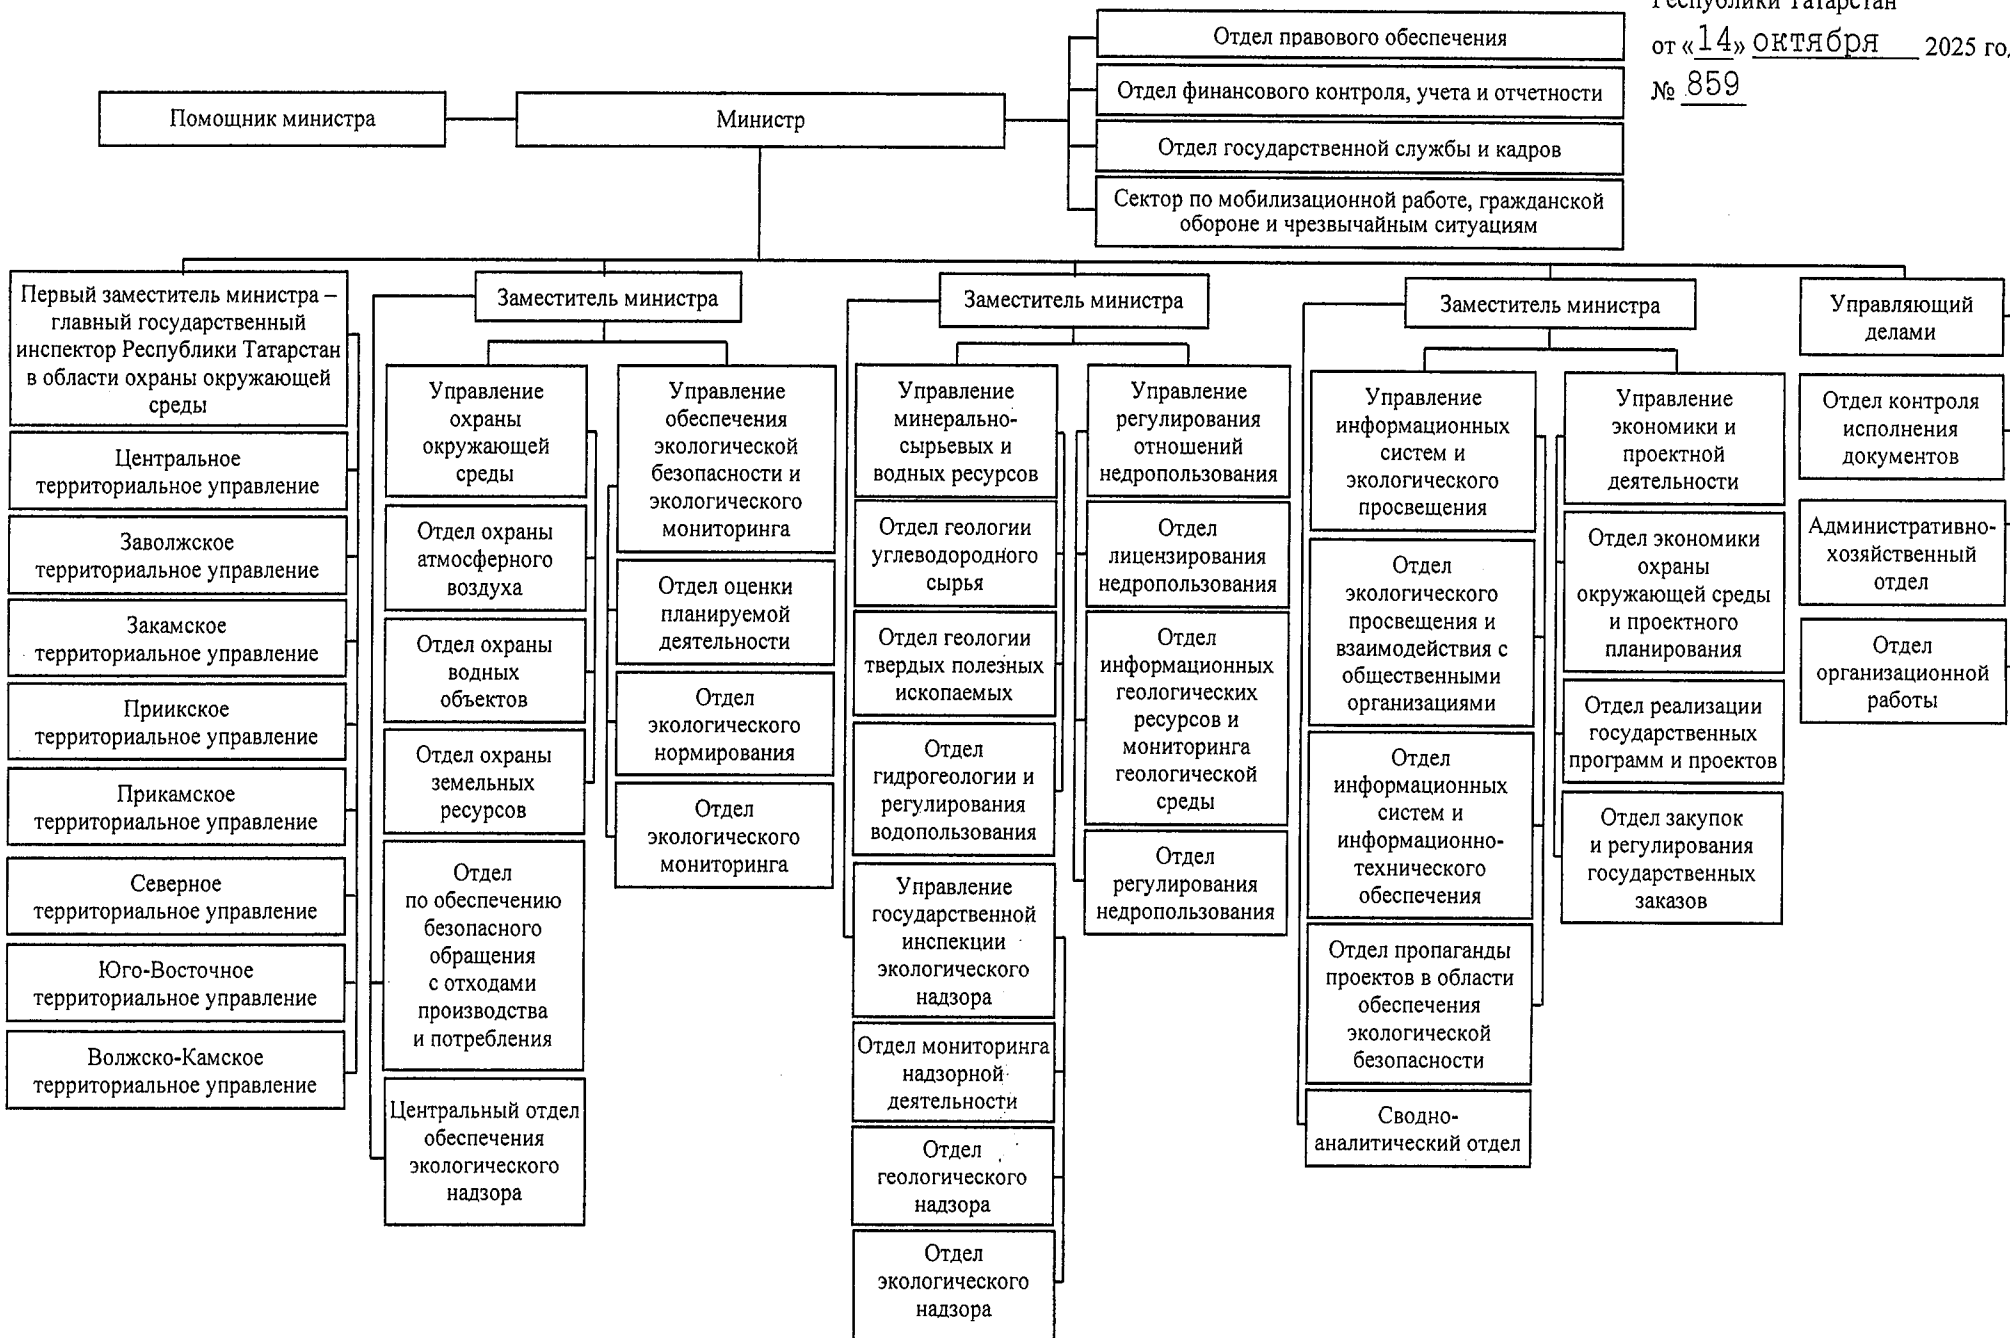 Республики Татарстан
от «14» октября 2025 го
№ 859
Отдел правового обеспечения
Отдел финансового контроля, учета и отчетности
Отдел государственной службы и кадров
Сектор по мобилизационной работе, гражданской
обороне и чрезвычайным ситуациям
Помощник министра
Министр
Первый заместитель министра –
главный государственный
инспектор Республики Татарстан
в области охраны окружающей
среды
Центральное
территориальное управление
Заволжское
территориальное управление
Закамское
территориальное управление
Приикское
территориальное управление
Прикамское
территориальное управление
Северное
территориальное управление
Юго-Восточное
территориальное управление
Волжско-Камское
территориальное управление
Заместитель министра
Управление
охраны
окружающей
среды
Отдел охраны
атмосферного
воздуха
Отдел охраны
водных
объектов
Отдел охраны
земельных
ресурсов
Отдел
по обеспечению
безопасного
обращения
с отходами
производства
и потребления
Центральный отдел
обеспечения
экологического
надзора
Управление
обеспечения
экологической
безопасности и
экологического
мониторинга
Отдел оценки
планируемой
деятельности
Отдел
экологического
нормирования
Отдел
экологического
мониторинга
Заместитель министра
Управление
минерально-
сырьевых и
водных ресурсов
Отдел геологии
углеводородного
сырья
Отдел геологии
твердых полезных
ископаемых
Отдел
гидрогеологии и
регулирования
водопользования
Управление
государственной
инспекции
экологического
надзора
Отдел мониторинга
надзорной
деятельности
Отдел
геологического
надзора
Отдел
экологического
надзора
Управление
регулирования
отношений
недропользования
Отдел
лицензирования
недропользования
Отдел
информационных
геологических
ресурсов и
мониторинга
геологической
среды
Отдел
регулирования
недропользования
Заместитель министра
Управление
информационных
систем и
экологического
просвещения
Отдел
экологического
просвещения и
взаимодействия с
общественными
организациями
Отдел
информационных
систем и
информационно-
технического
обеспечения
Отдел пропаганды
проектов в области
обеспечения
экологической
безопасности
Сводно-
аналитический отдел
Управление
экономики и
проектной
деятельности
Отдел экономики
охраны
окружающей среды
и проектного
планирования
Отдел реализации
государственных
программ и проектов
Отдел закупок
и регулирования
государственных
заказов
Управляющий
делами
Отдел контроля
исполнения
документов
Административно-
хозяйственный
отдел
Отдел
организационной
работы